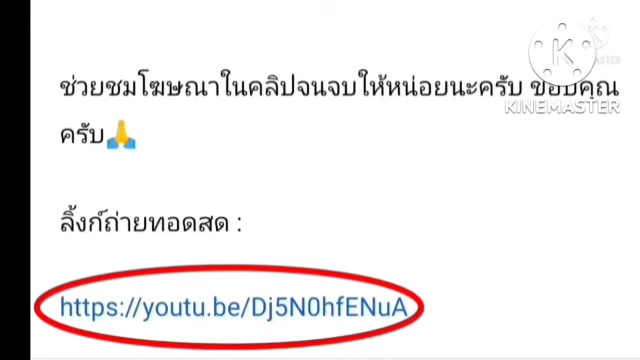 ช่วยชมโฆษณาในคลิปจนจบให้หน่อยนะครับ ขอบคุณ
ครับ🙏
ลิ้งก์ถ่ายทอดสด :
https://youtu.be/Dj5N0hfENuA
K
KINEMASTER